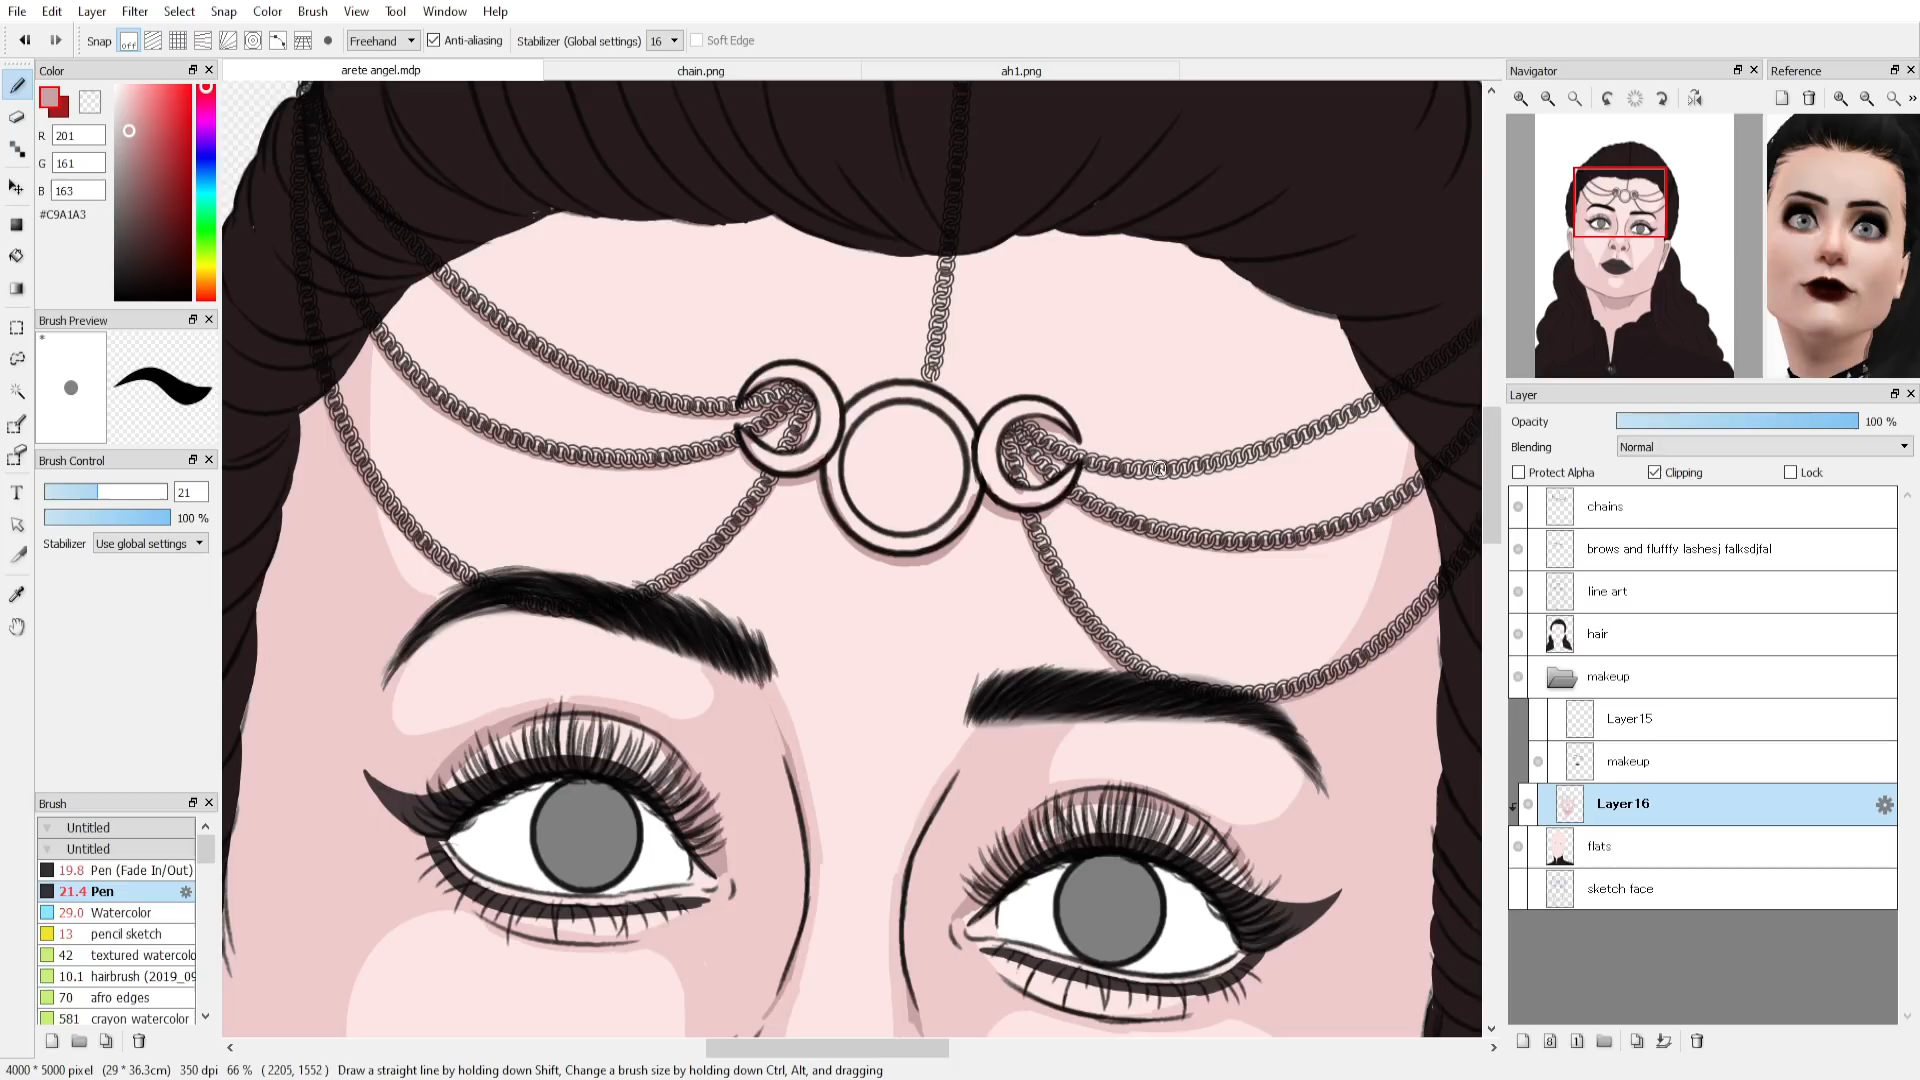 File Edit Layer Filter Select Snap Color Brush View Tool Window Help
Snap off Freehand Anti-aliasing Stabilizer (Global settings) 16 Soft Edge
Color
arete angel.mdp chain.png ah1.png
Navigator
Reference
R 201
G 161
B 163
#C9A1A3
Brush Preview
*
Brush Control
21
100 %
Stabilizer Use global settings
Brush
Untitled
Untitled
19.8 Pen (Fade In/Out)
21.4 Pen
29.0 Watercolor
13 pencil sketch
42 textured watercolo
10.1 hairbrush (2019_09
70 afro edges
581 crayon watercolor
Layer
Opacity 100 %
Blending Normal
Protect Alpha Clipping Lock
chains
brows and flufffy lashesj falksdjfal
line art
hair
makeup
Layer15
makeup
Layer16
flats
sketch face
4000 * 5000 pixel (29 * 36.3cm) 350 dpi 66 % ( 2205, 1552 ) Draw a straight line by holding down Shift, Change a brush size by holding down Ctrl, Alt, and dragging